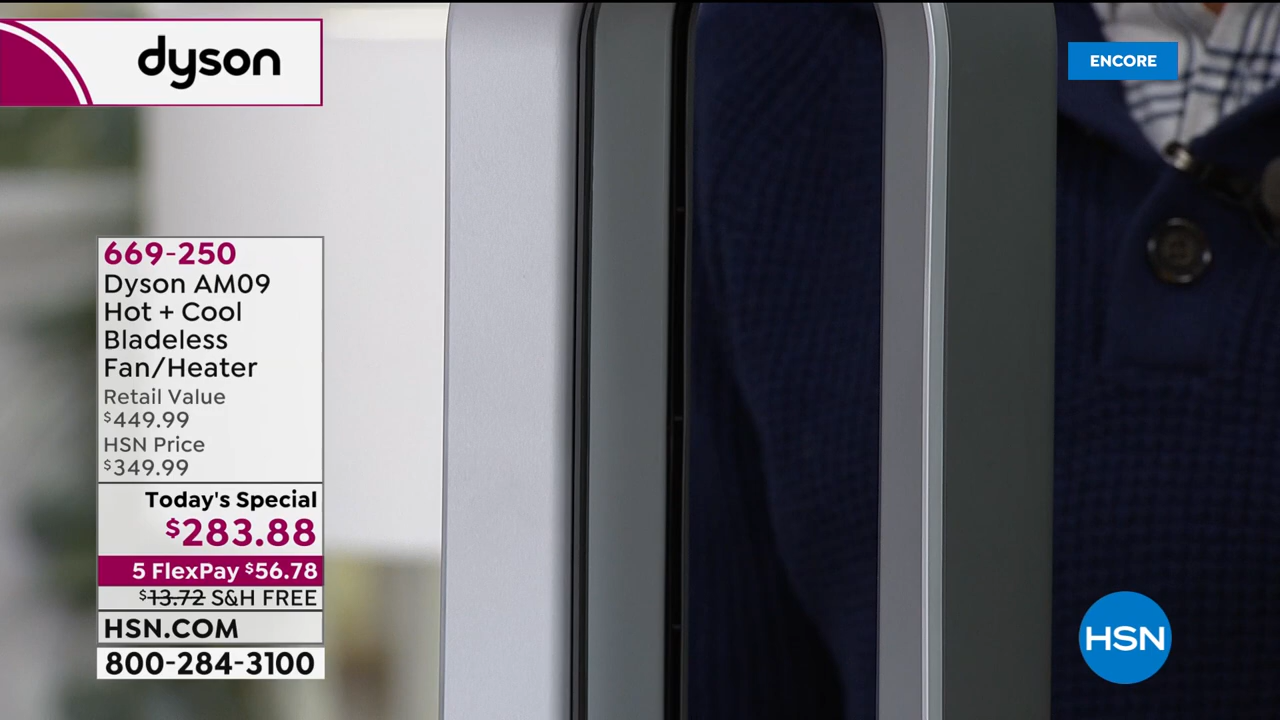 dyson
ENCORE
669-250
Dyson AM09
Hot + Cool
Bladeless
Fan/Heater
Retail Value
$449.99
HSN Price
$349.99
Today's Special
$283.88
5 FlexPay $56.78
$13.72 S&H FREE
HSN.COM
800-284-3100
HSN